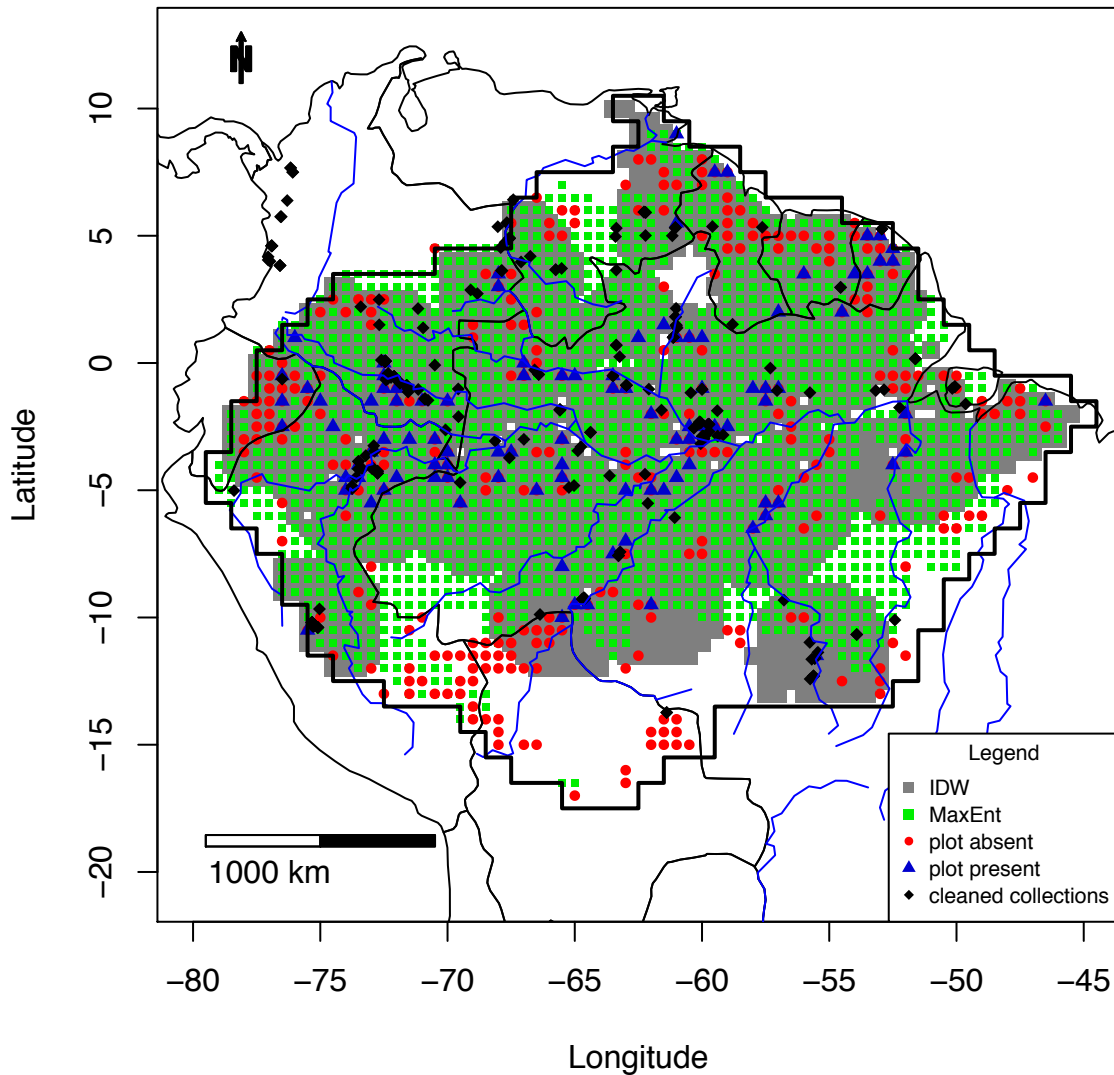 N
Latitude
10
5
0
−5
−10
−15
−20
1000 km
Legend
IDW
MaxEnt
plot absent
plot present
cleaned collections
−80 −75 −70 −65 −60 −55 −50 −45
Longitude